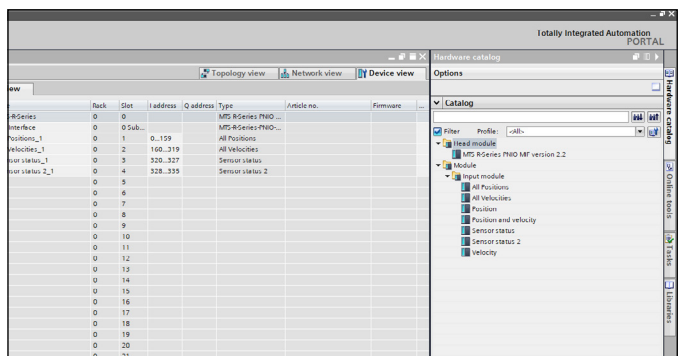 Totally Integrated Automation
PORTAL
Hardware catalog
Topology view
Network view
Device view
Options
Rack Slot I address Q address Type Article no. Firmware ...
0 0 MTS RSeries PNIO ...
Interface 0 0 Sub... MTS-R-Series-PNIO-...
Positions_1 0 1 0...159 All Positions
Velocities_1 0 2 160...319 All Velocities
sor status_1 0 3 320...327 Sensor status
sor status 2_1 0 4 328...335 Sensor status 2
0 5
0 6
0 7
0 8
0 9
0 10
0 11
0 12
0 13
0 14
0 15
0 16
0 17
0 18
0 19
0 20
Catalog
Filter Profile: <All>
Head module
MTS RSeries PNIO MIF version 2.2
Module
Input module
All Positions
All Velocities
Position
Position and velocity
Sensor status
Sensor status 2
Velocity
Hardware catalog
Online tools
Tasks
Libraries